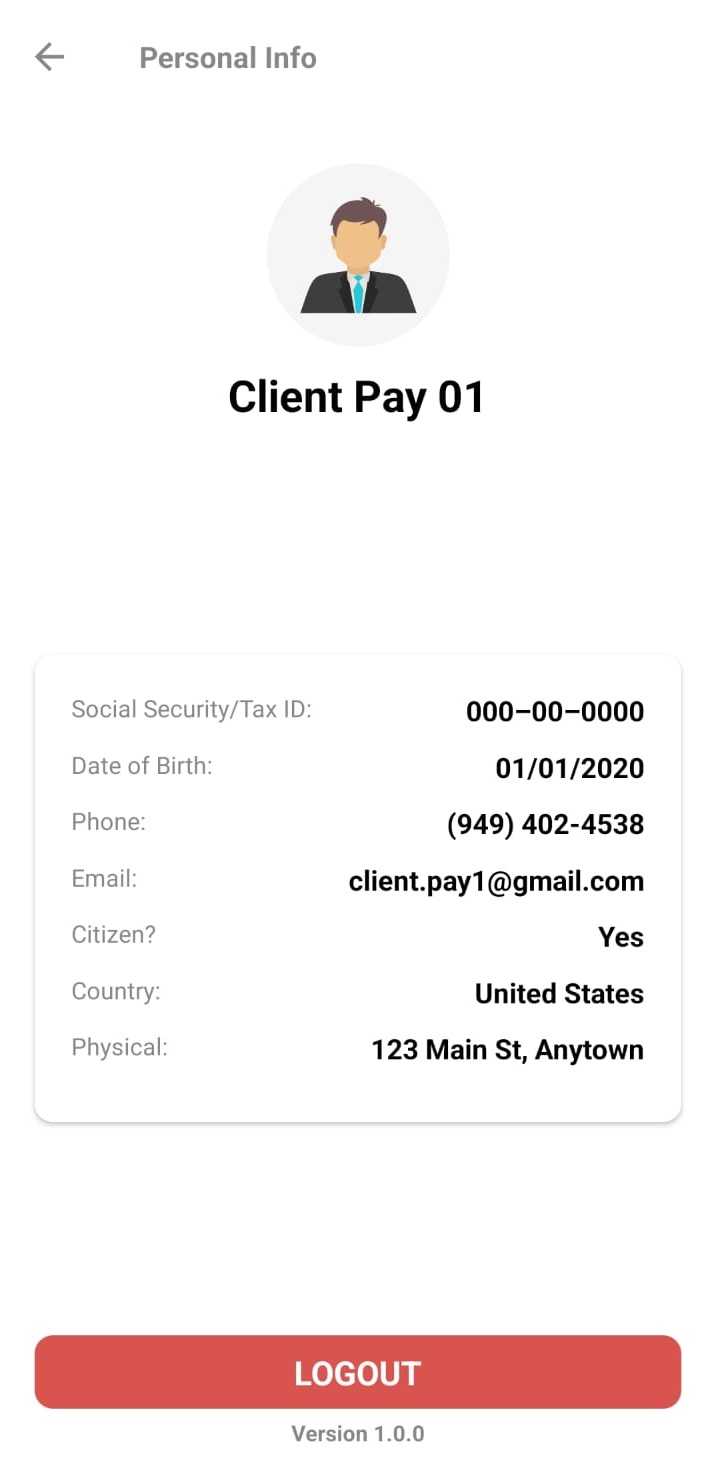 Personal Info
Client Pay 01
Social Security/Tax ID: 000–00–0000
Date of Birth: 01/01/2020
Phone: (949) 402-4538
Email: client.pay1@gmail.com
Citizen? Yes
Country: United States
Physical: 123 Main St, Anytown
LOGOUT
Version 1.0.0